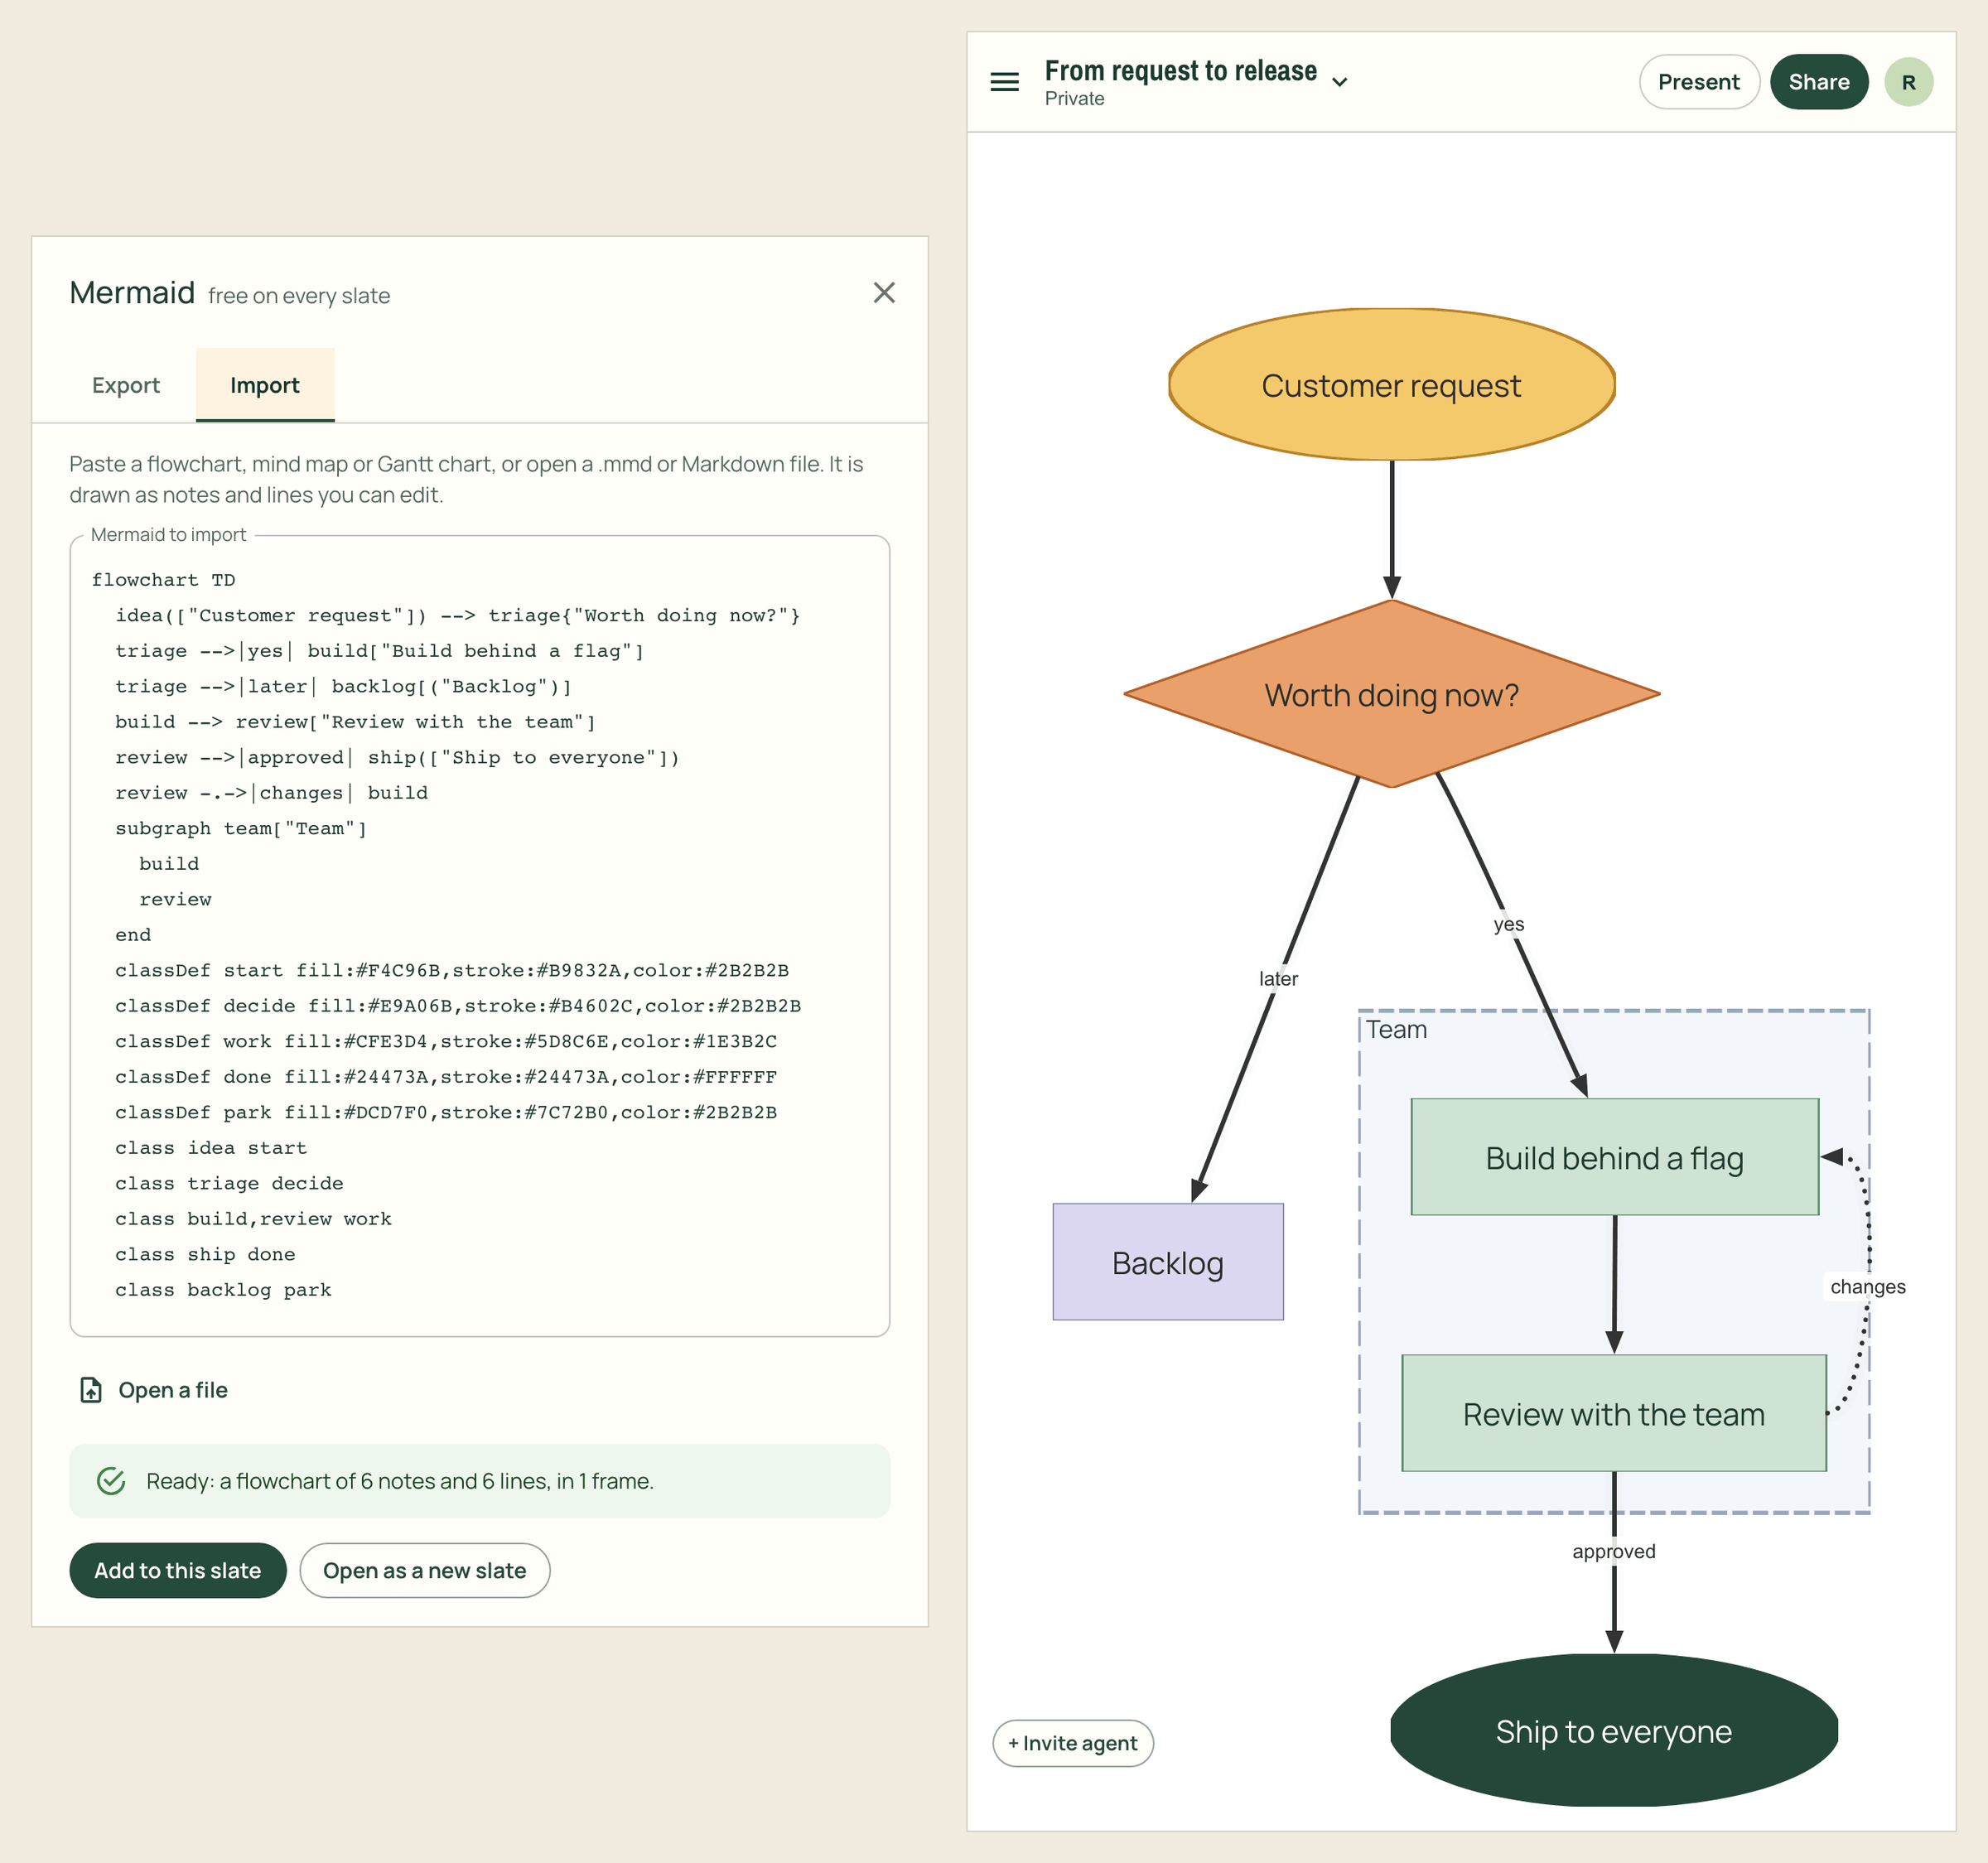 Mermaid free on every slate
Export
Import
Paste a flowchart, mind map or Gantt chart, or open a .mmd or Markdown file. It is
drawn as notes and lines you can edit.
Mermaid to import
flowchart TD
idea(["Customer request"]) --> triage{"Worth doing now?"}
triage -->|yes| build["Build behind a flag"]
triage -->|later| backlog[("Backlog")]
build --> review["Review with the team"]
review -->|approved| ship(["Ship to everyone"])
review -.->|changes| build
subgraph team["Team"]
build
review
end
classDef start fill:#F4C96B,stroke:#B9832A,color:#2B2B2B
classDef decide fill:#E9A06B,stroke:#B4602C,color:#2B2B2B
classDef work fill:#CFE3D4,stroke:#5D8C6E,color:#1E3B2C
classDef done fill:#24473A,stroke:#24473A,color:#FFFFFF
classDef park fill:#DCD7F0,stroke:#7C72B0,color:#2B2B2B
class idea start
class triage decide
class build,review work
class ship done
class backlog park
Open a file
Ready: a flowchart of 6 notes and 6 lines, in 1 frame.
Add to this slate
Open as a new slate
From request to release
Private
Present
Share
R
Customer request
Worth doing now?
yes
later
Team
Build behind a flag
Backlog
changes
Review with the team
approved
Ship to everyone
+ Invite agent